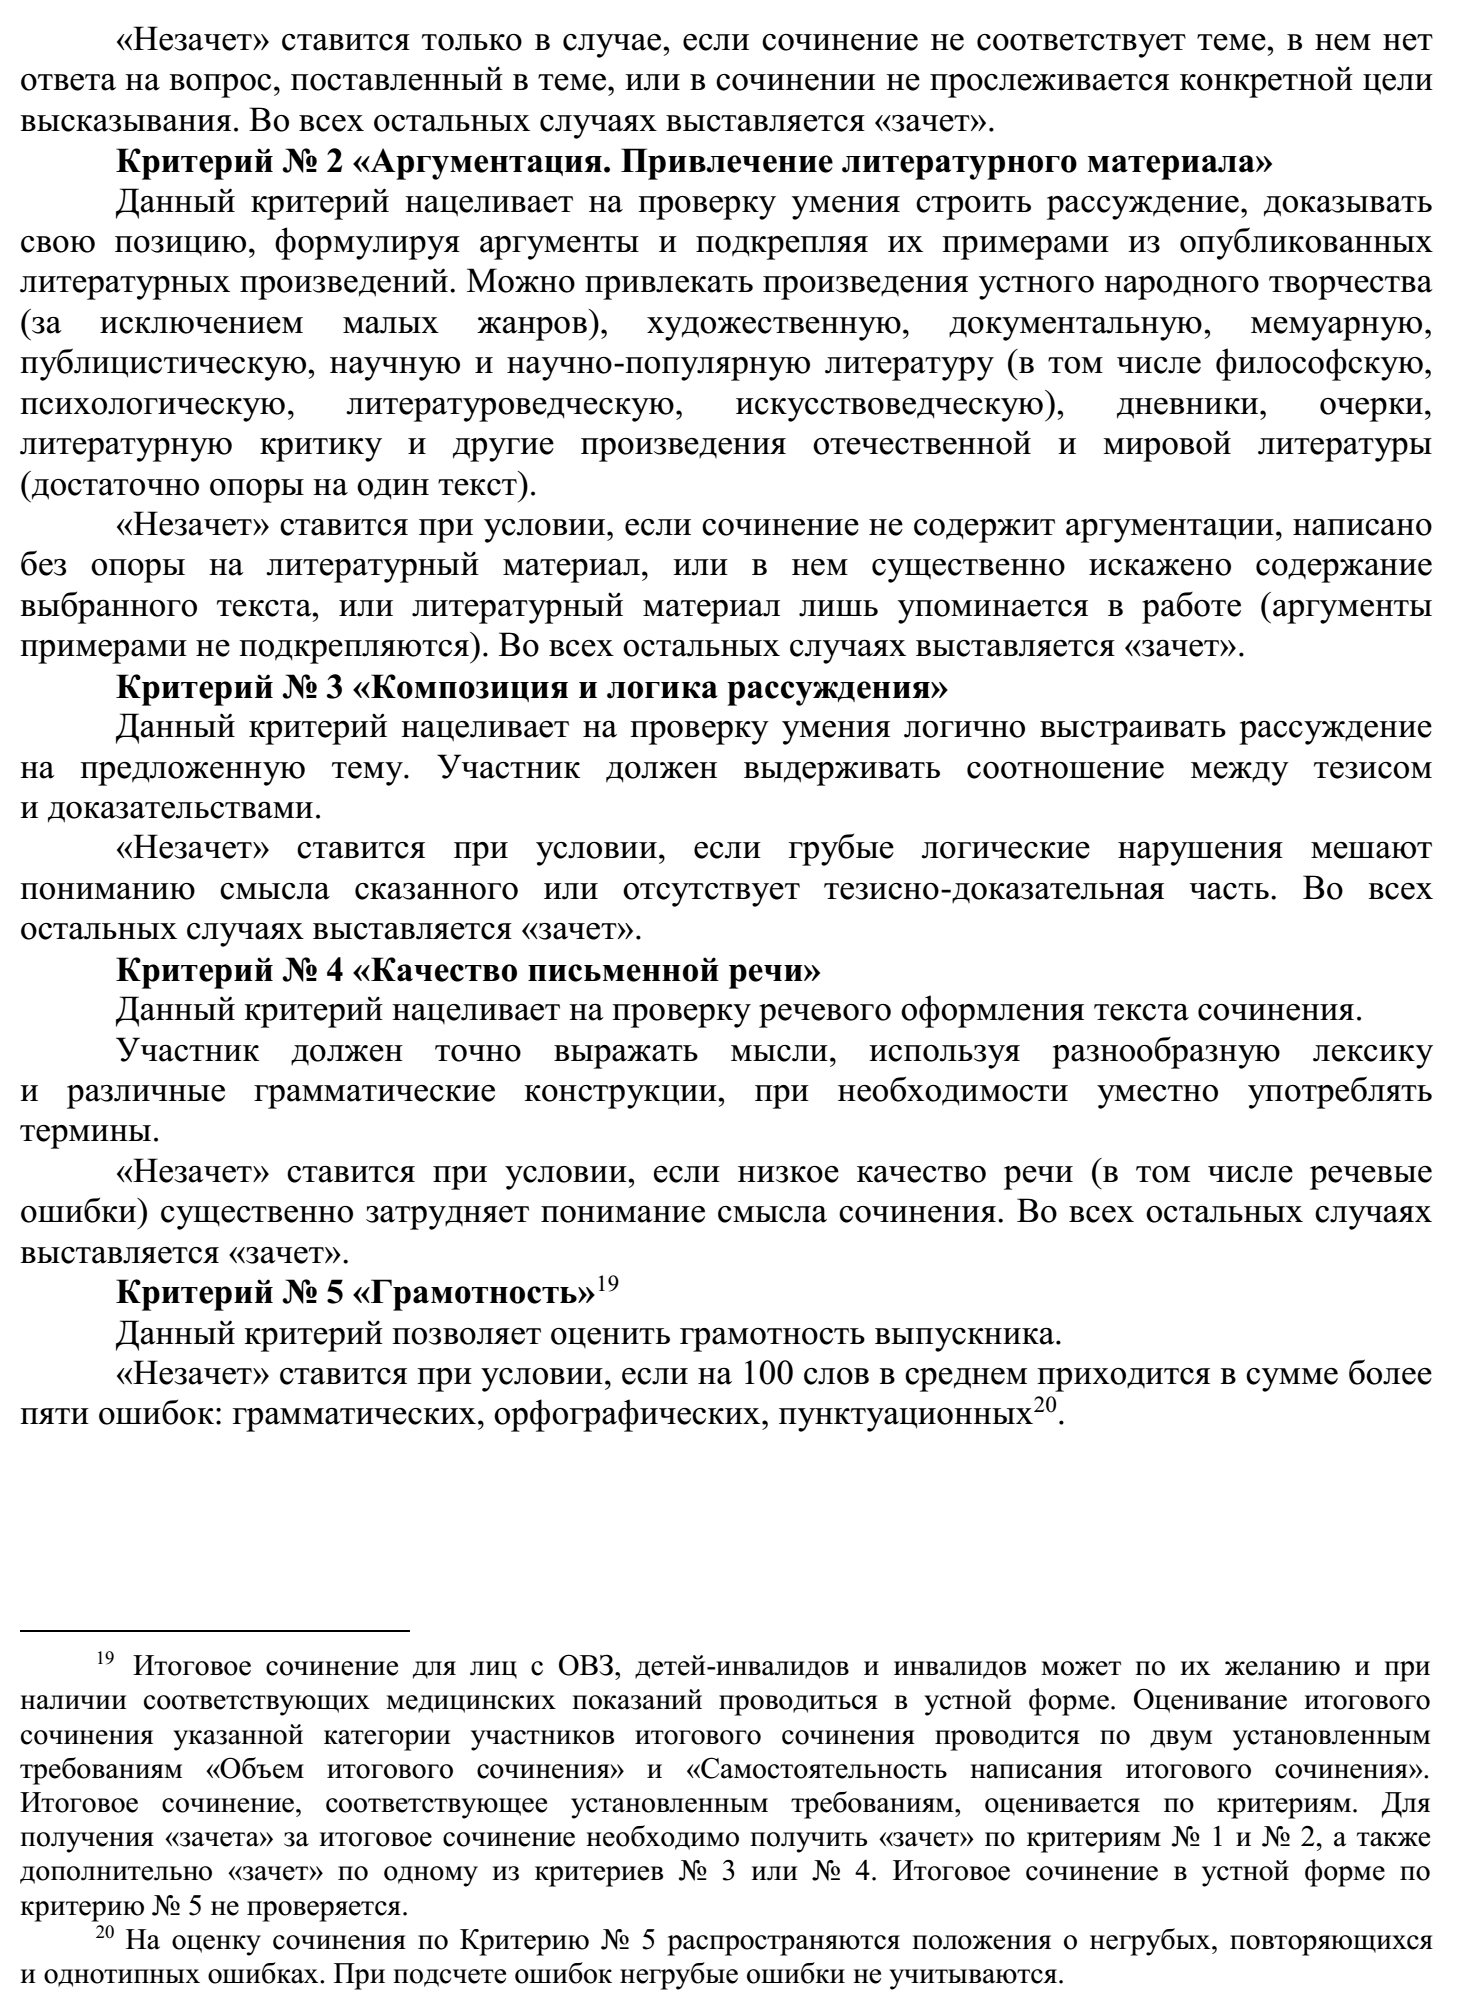 «Незачет» ставится только в случае, если сочинение не соответствует теме, в нем нет
ответа на вопрос, поставленный в теме, или в сочинении не прослеживается конкретной цели
высказывания. Во всех остальных случаях выставляется «зачет».
Критерий № 2 «Аргументация. Привлечение литературного материала»
Данный критерий нацеливает на проверку умения строить рассуждение, доказывать
свою позицию, формулируя аргументы и подкрепляя их примерами из опубликованных
литературных произведений. Можно привлекать произведения устного народного творчества
(за исключением малых жанров), художественную, документальную, мемуарную,
публицистическую, научную и научно-популярную литературу (в том числе философскую,
психологическую, литературоведческую, искусствоведческую), дневники, очерки,
литературную критику и другие произведения отечественной и мировой литературы
(достаточно опоры на один текст).
«Незачет» ставится при условии, если сочинение не содержит аргументации, написано
без опоры на литературный материал, или в нем существенно искажено содержание
выбранного текста, или литературный материал лишь упоминается в работе (аргументы
примерами не подкрепляются). Во всех остальных случаях выставляется «зачет».
Критерий № 3 «Композиция и логика рассуждения»
Данный критерий нацеливает на проверку умения логично выстраивать рассуждение
на предложенную тему. Участник должен выдерживать соотношение между тезисом
и доказательствами.
«Незачет» ставится при условии, если грубые логические нарушения мешают
пониманию смысла сказанного или отсутствует тезисно-доказательная часть. Во всех
остальных случаях выставляется «зачет».
Критерий № 4 «Качество письменной речи»
Данный критерий нацеливает на проверку речевого оформления текста сочинения.
Участник должен точно выражать мысли, используя разнообразную лексику
и различные грамматические конструкции, при необходимости уместно употреблять
термины.
«Незачет» ставится при условии, если низкое качество речи (в том числе речевые
ошибки) существенно затрудняет понимание смысла сочинения. Во всех остальных случаях
выставляется «зачет».
Критерий № 5 «Грамотность»19
Данный критерий позволяет оценить грамотность выпускника.
«Незачет» ставится при условии, если на 100 слов в среднем приходится в сумме более
пяти ошибок: грамматических, орфографических, пунктуационных20.
19 Итоговое сочинение для лиц с ОВЗ, детей-инвалидов и инвалидов может по их желанию и при
наличии соответствующих медицинских показаний проводиться в устной форме. Оценивание итогового
сочинения указанной категории участников итогового сочинения проводится по двум установленным
требованиям «Объем итогового сочинения» и «Самостоятельность написания итогового сочинения».
Итоговое сочинение, соответствующее установленным требованиям, оценивается по критериям. Для
получения «зачета» за итоговое сочинение необходимо получить «зачет» по критериям № 1 и № 2, а также
дополнительно «зачет» по одному из критериев № 3 или № 4. Итоговое сочинение в устной форме по
критерию № 5 не проверяется.
20 На оценку сочинения по Критерию № 5 распространяются положения о негрубых, повторяющихся
и однотипных ошибках. При подсчете ошибок негрубые ошибки не учитываются.